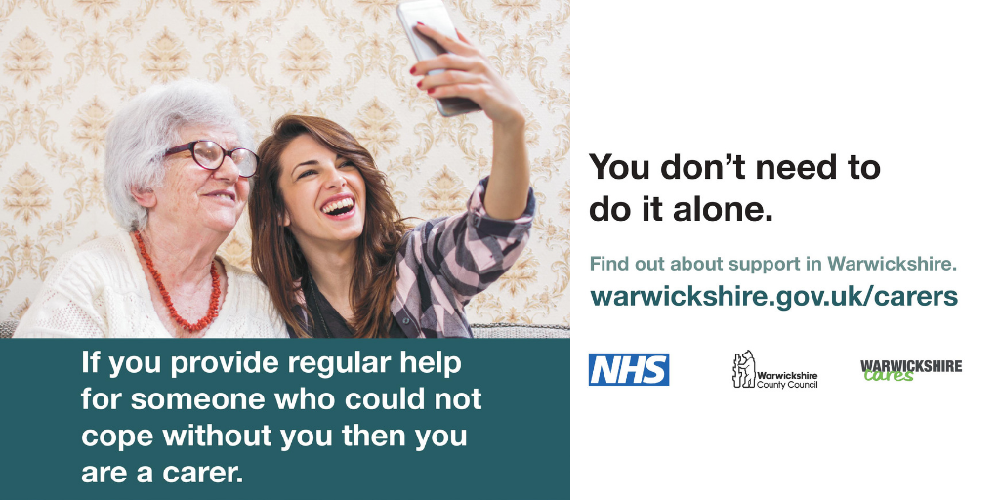 If you provide regular help
for someone who could not
cope without you then you
are a carer.
You don’t need to
do it alone.
Find out about support in Warwickshire.
warwickshire.gov.uk/carers
NHS
Warwickshire
County Council
WARWICKSHIRE
cares